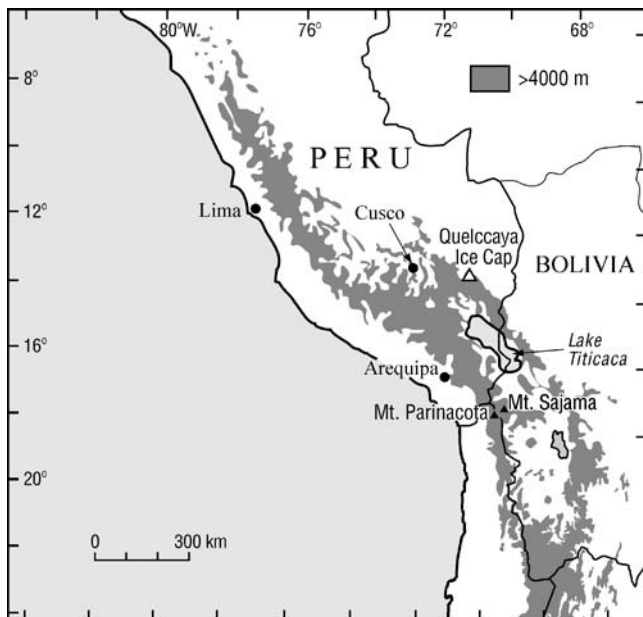 80°W
76°
72°
68°
8°
>4000 m
PERU
12°
Lima
Cusco
Quelccaya
Ice Cap
BOLIVIA
16°
Lake
Titicaca
Arequipa
Mt. Sajama
Mt. Parinacota
20°
0 300 km